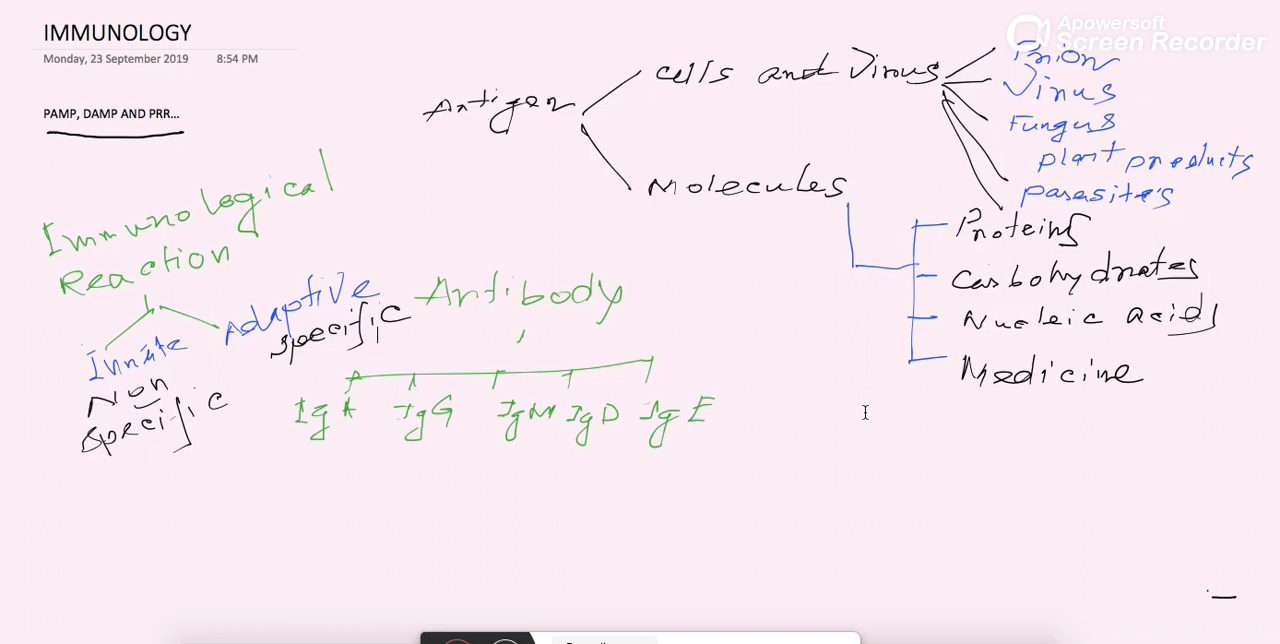 IMMUNOLOGY
Monday, 23 September 2019 8:54 PM
Apowersoft
Screen Recorder
PAMP, DAMP AND PRR...
Antigen
cells and Virus
Prion
Virus
Fungus
plant products
parasites
Molecules
Proteins
Carbohydrates
Nucleic acids
Medicine
Immunological
Reaction
Innate
Non
specific
Adaptive
specific
Antibody
IgA IgG IgM IgD IgE